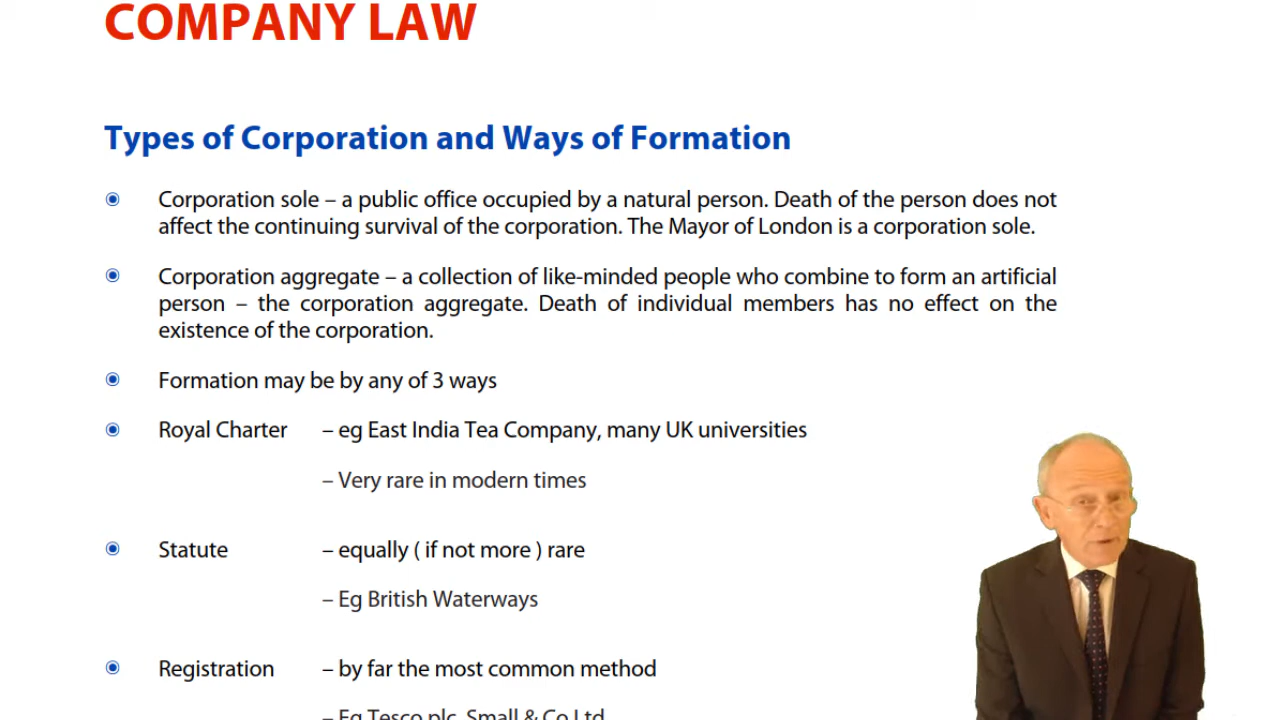 COMPANY LAW
Types of Corporation and Ways of Formation
Corporation sole – a public office occupied by a natural person. Death of the person does not
affect the continuing survival of the corporation. The Mayor of London is a corporation sole.
Corporation aggregate – a collection of like-minded people who combine to form an artificial
person – the corporation aggregate. Death of individual members has no effect on the
existence of the corporation.
Formation may be by any of 3 ways
Royal Charter – eg East India Tea Company, many UK universities
– Very rare in modern times
Statute – equally ( if not more ) rare
– Eg British Waterways
Registration – by far the most common method
– Eg Tesco plc, Small & Co Ltd